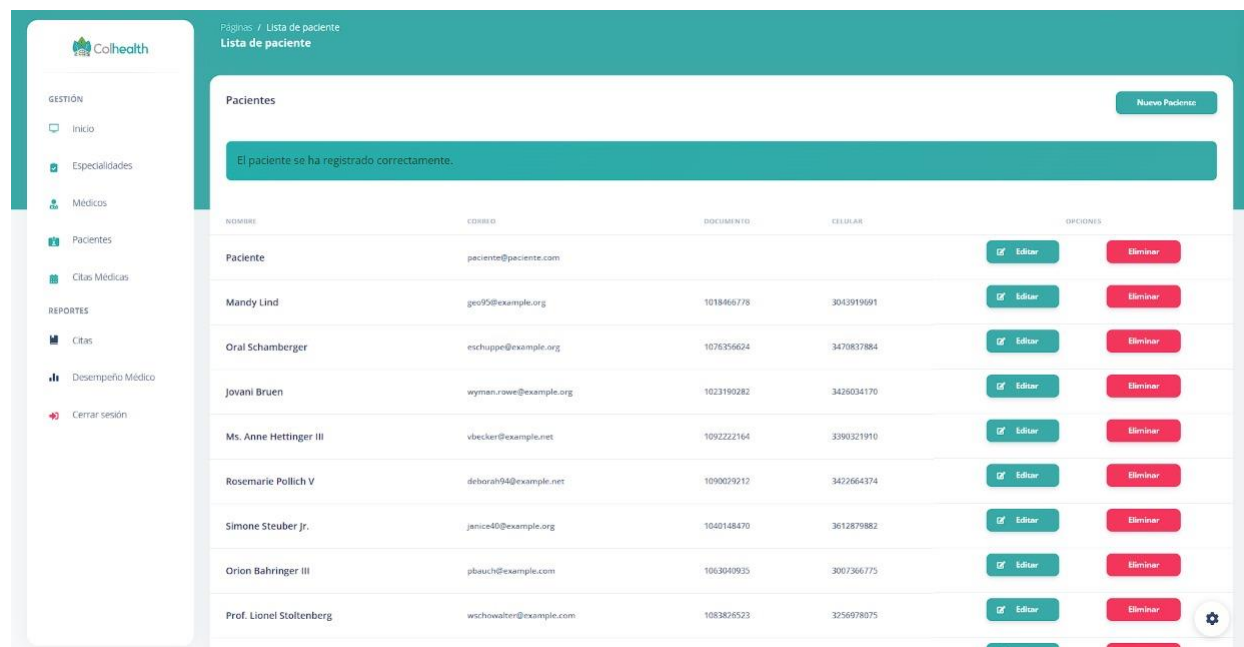 Colhealth
GESTIÓN
Inicio
Especialidades
Médicos
Pacientes
Citas Médicas
REPORTES
Citas
Desempeño Médico
Cerrar sesión
Páginas / Lista de paciente
Lista de paciente
Pacientes
Nuevo Paciente
El paciente se ha registrado correctamente.
NOMBRE CORREO DOCUMENTO CELULAR OPCIONES
Paciente paciente@paciente.com Editar Eliminar
Mandy Lind geo95@example.org 1018466778 3043919691 Editar Eliminar
Oral Schamberger eschuppe@example.org 1076356624 3470837884 Editar Eliminar
Jovani Bruen wyman.rowe@example.org 1023190282 3426034170 Editar Eliminar
Ms. Anne Hettinger III vbecker@example.net 1092222164 3390321910 Editar Eliminar
Rosemarie Pollich V deborah94@example.net 1090029212 3422664374 Editar Eliminar
Simone Steuber Jr. janice40@example.org 1040148470 3612879882 Editar Eliminar
Orion Bahringer III pbauch@example.com 1063040935 3007366775 Editar Eliminar
Prof. Lionel Stoltenberg wschowalter@example.com 1083826523 3256978075 Editar Eliminar